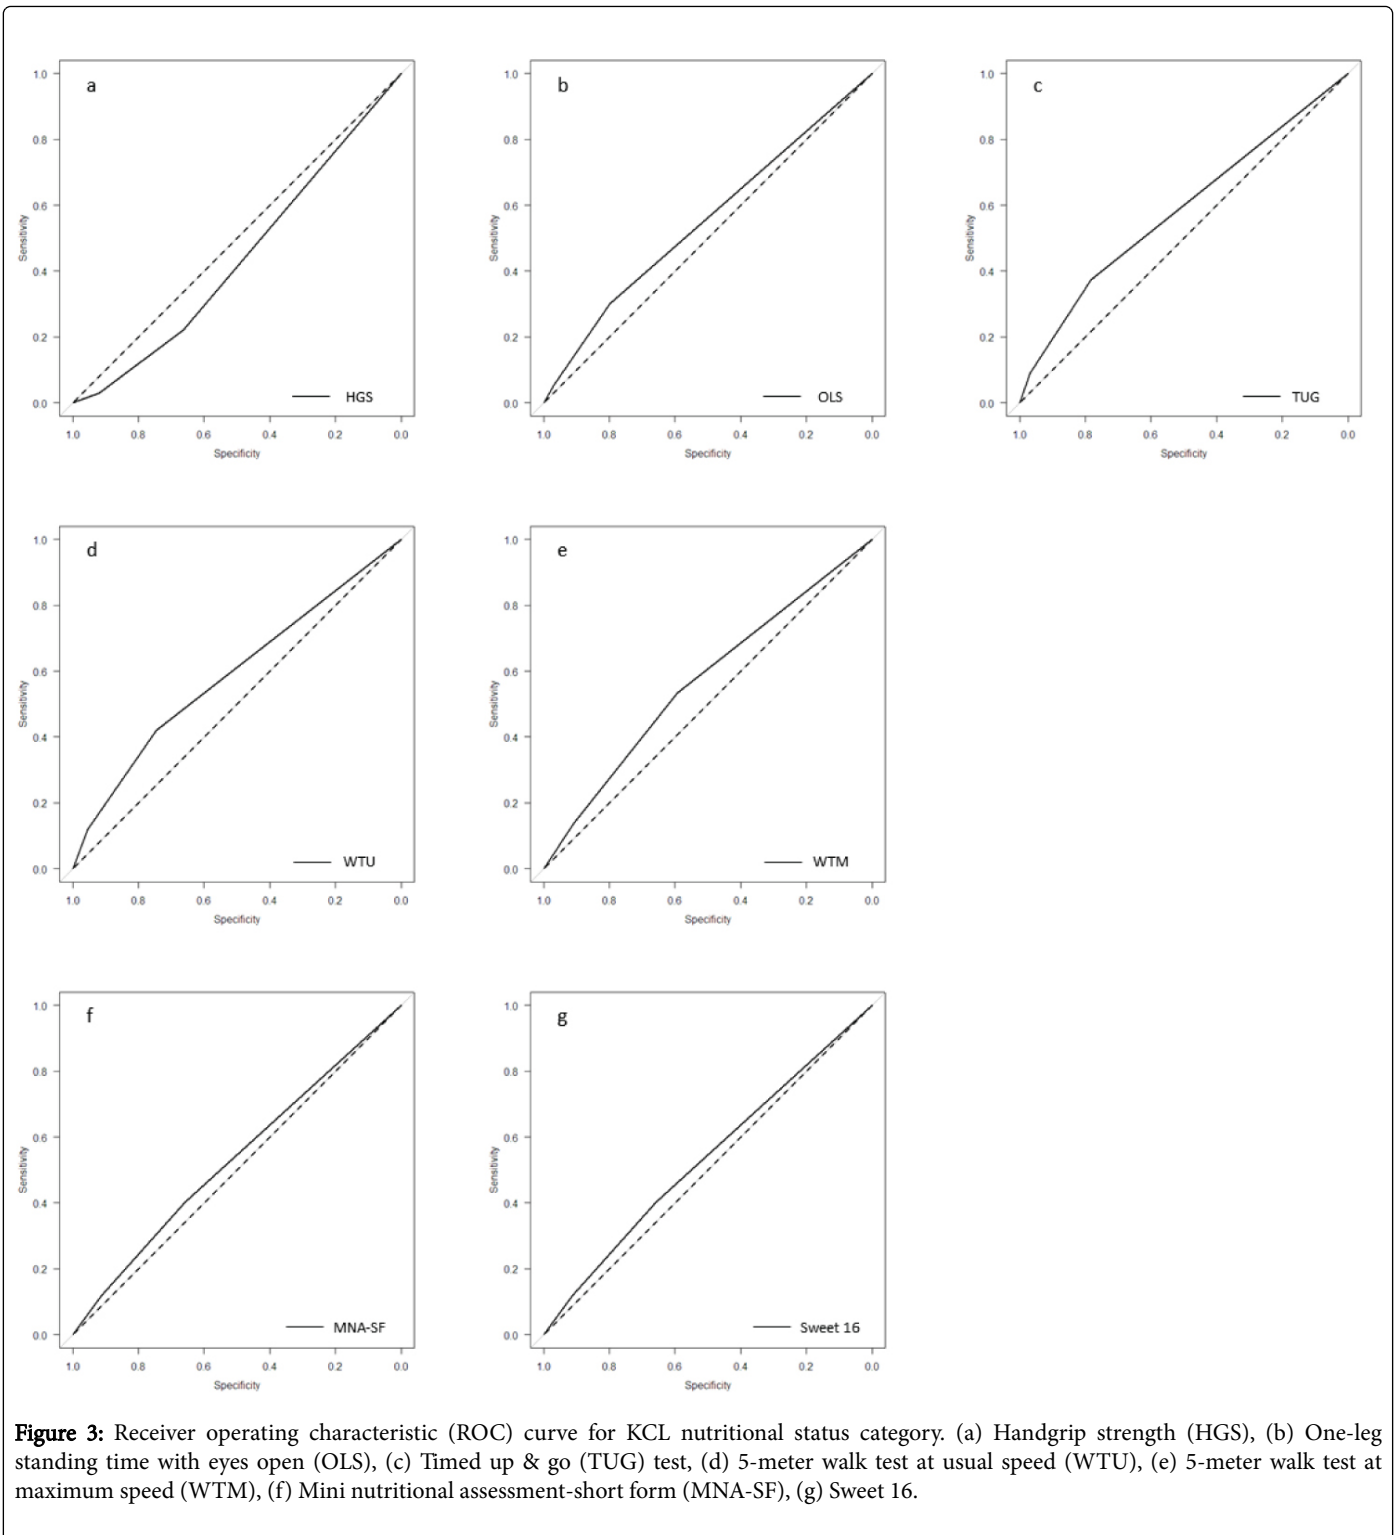 a
1.0
0.8
0.6
0.4
0.2
0.0
Sensitivity
HGS
1.0 0.8 0.6 0.4 0.2 0.0
Specificity
b
1.0
0.8
0.6
0.4
0.2
0.0
Sensitivity
OLS
1.0 0.8 0.6 0.4 0.2 0.0
Specificity
c
1.0
0.8
0.6
0.4
0.2
0.0
Sensitivity
TUG
1.0 0.8 0.6 0.4 0.2 0.0
Specificity
d
1.0
0.8
0.6
0.4
0.2
0.0
Sensitivity
WTU
1.0 0.8 0.6 0.4 0.2 0.0
Specificity
e
1.0
0.8
0.6
0.4
0.2
0.0
Sensitivity
WTM
1.0 0.8 0.6 0.4 0.2 0.0
Specificity
f
1.0
0.8
0.6
0.4
0.2
0.0
Sensitivity
MNA-SF
1.0 0.8 0.6 0.4 0.2 0.0
Specificity
g
1.0
0.8
0.6
0.4
0.2
0.0
Sensitivity
Sweet 16
1.0 0.8 0.6 0.4 0.2 0.0
Specificity
Figure 3: Receiver operating characteristic (ROC) curve for KCL nutritional status category. (a) Handgrip strength (HGS), (b) One-leg
standing time with eyes open (OLS), (c) Timed up & go (TUG) test, (d) 5-meter walk test at usual speed (WTU), (e) 5-meter walk test at
maximum speed (WTM), (f) Mini nutritional assessment-short form (MNA-SF), (g) Sweet 16.